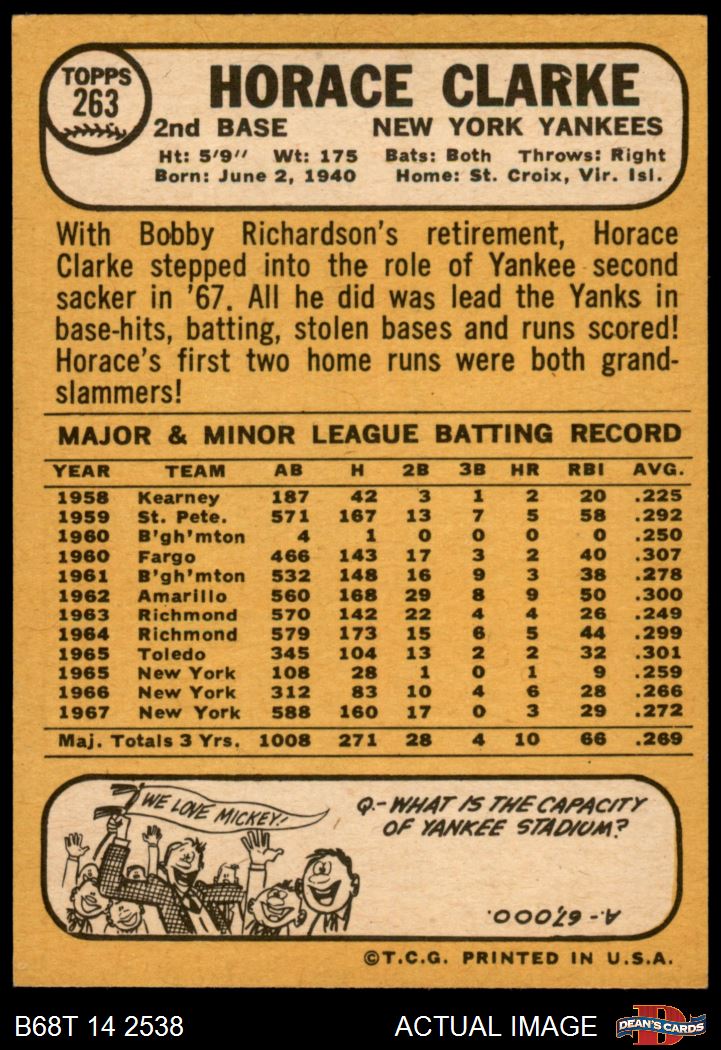 TOPPS
263
HORACE CLARKE
2nd BASE NEW YORK YANKEES
Ht: 5'9" Wt: 175 Bats: Both Throws: Right
Born: June 2, 1940 Home: St. Croix, Vir. Isl.
With Bobby Richardson's retirement, Horace
Clarke stepped into the role of Yankee second
sacker in '67. All he did was lead the Yanks in
base-hits, batting, stolen bases and runs scored!
Horace's first two home runs were both grand-
slammers!
MAJOR & MINOR LEAGUE BATTING RECORD
YEAR TEAM AB H 2B 3B HR RBI AVG.
1958 Kearney 187 42 3 1 2 20 .225
1959 St. Pete. 571 167 13 7 5 58 .292
1960 B'gh'mton 4 1 0 0 0 0 .250
1960 Fargo 466 143 17 3 2 40 .307
1961 B'gh'mton 532 148 16 9 3 38 .278
1962 Amarillo 560 168 29 8 9 50 .300
1963 Richmond 570 142 22 4 4 26 .249
1964 Richmond 579 173 15 6 5 44 .299
1965 Toledo 345 104 13 2 2 32 .301
1965 New York 108 28 1 0 1 9 .259
1966 New York 312 83 10 4 6 28 .266
1967 New York 588 160 17 0 3 29 .272
Maj. Totals 3 Yrs. 1008 271 28 4 10 66 .269
WE LOVE MICKEY!
Q.-WHAT IS THE CAPACITY
OF YANKEE STADIUM?
A-67,000.
©T.C.G. PRINTED IN U.S.A.
B68T 14 2538 ACTUAL IMAGE
D
DEAN'S CARDS